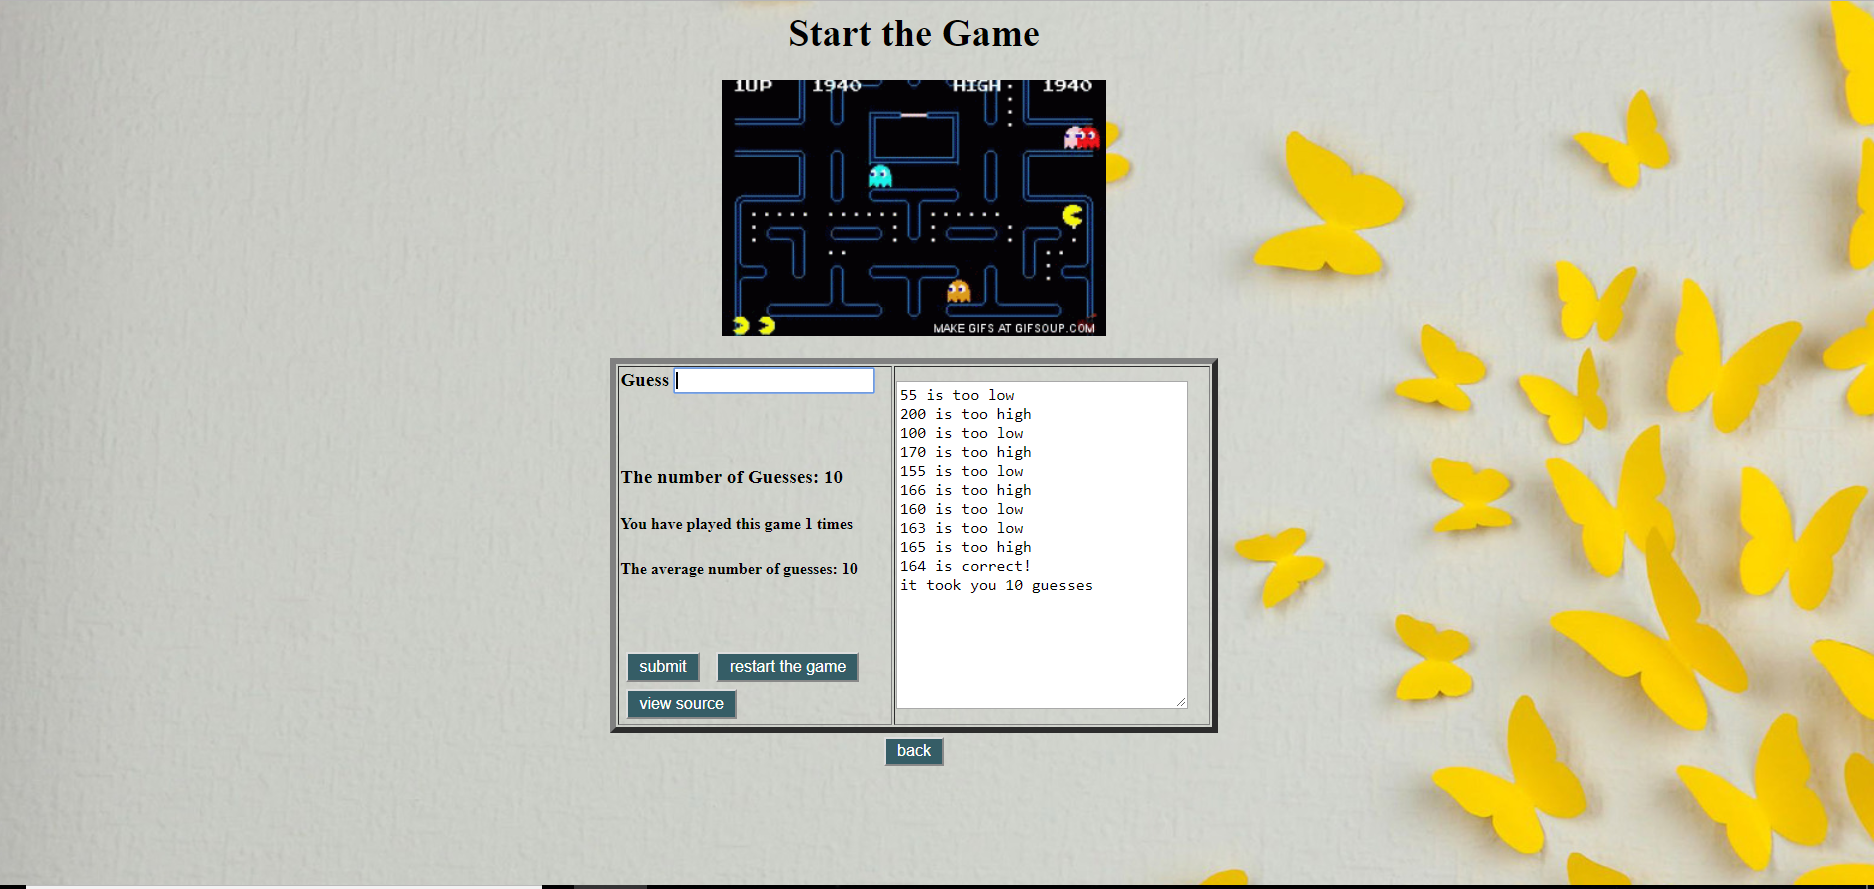 Start the Game
1UP 1940 HIGH 1940
MAKE GIFS AT GIFSOUP.COM
Guess
The number of Guesses: 10
You have played this game 1 times
The average number of guesses: 10
submit
restart the game
view source
55 is too low
200 is too high
100 is too low
170 is too high
155 is too low
166 is too high
160 is too low
163 is too low
165 is too high
164 is correct!
it took you 10 guesses
back